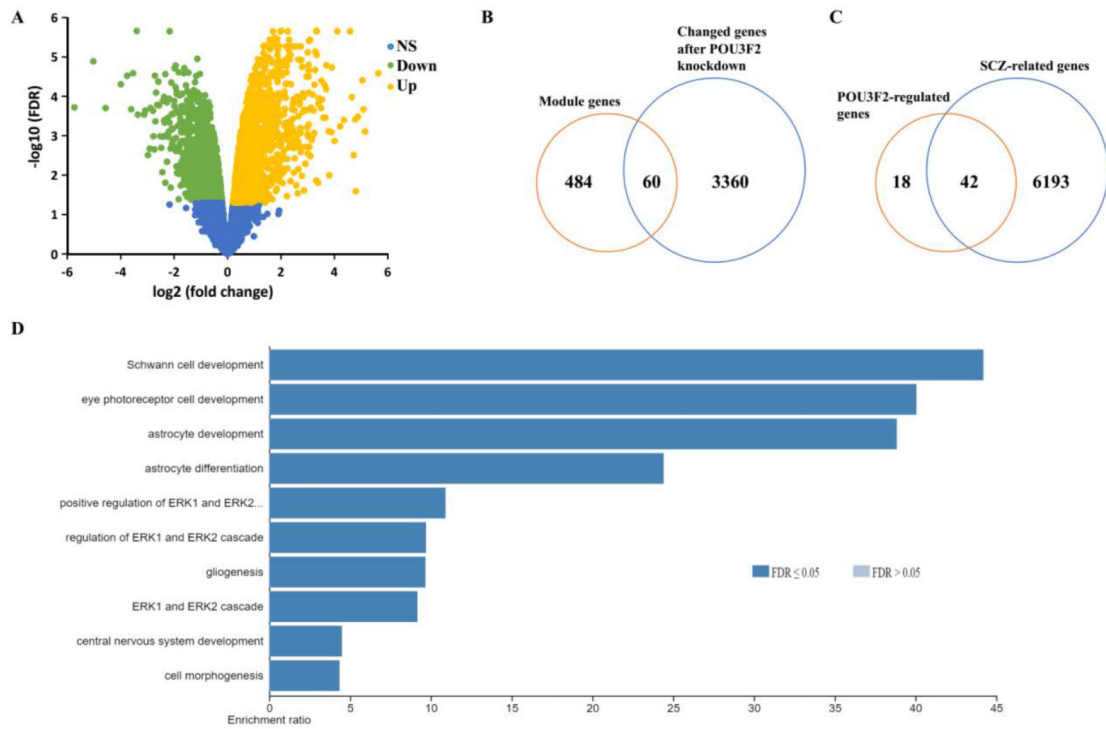 A
6
5
4
3
2
1
0
-log10 (FDR)
-6
-4
-2
0
2
4
6
log2 (fold change)
NS
Down
Up
B
Changed genes
after POU3F2
knockdown
Module genes
484
60
3360
C
SCZ-related genes
POU3F2-regulated
genes
18
42
6193
D
Schwann cell development
eye photoreceptor cell development
astrocyte development
astrocyte differentiation
positive regulation of ERK1 and ERK2...
regulation of ERK1 and ERK2 cascade
gliogenesis
ERK1 and ERK2 cascade
central nervous system development
cell morphogenesis
FDR ≤ 0.05
FDR > 0.05
0
5
10
15
20
25
30
35
40
45
Enrichment ratio